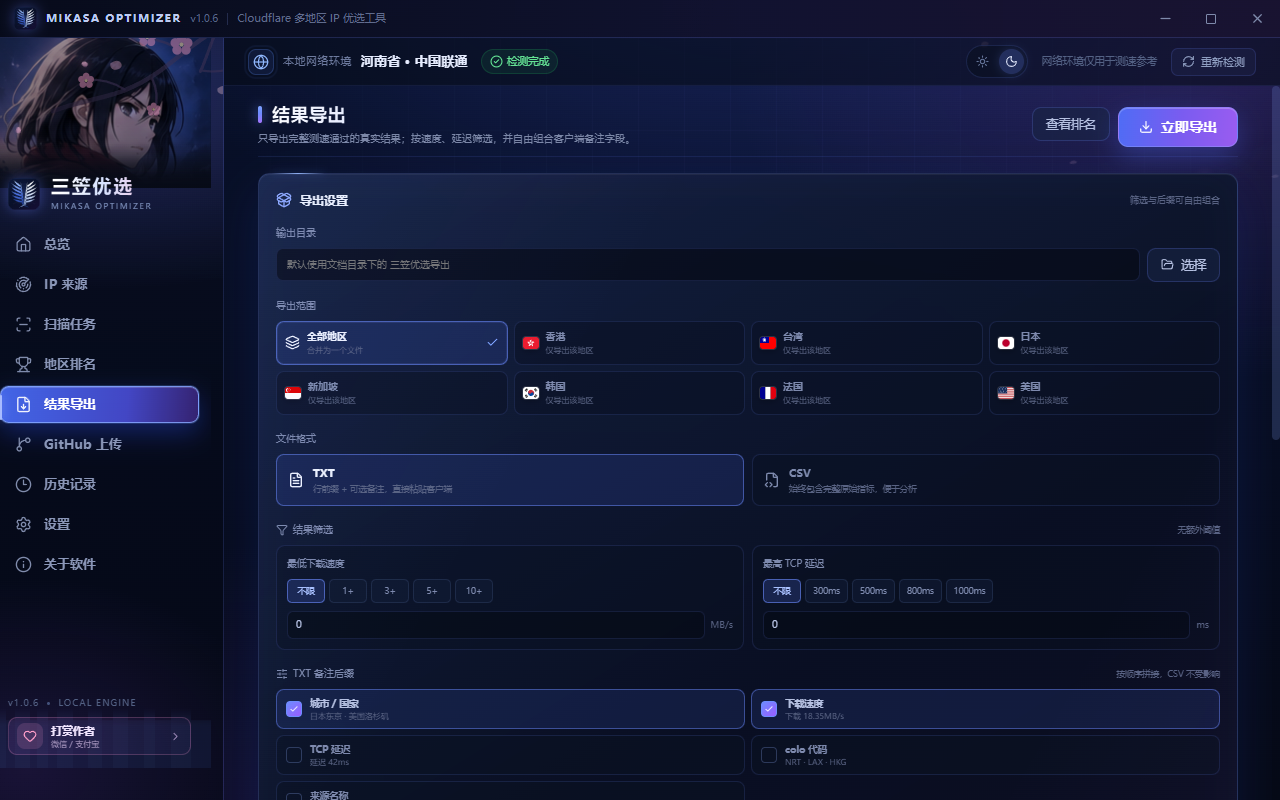 MIKASA OPTIMIZER v1.0.6 Cloudflare 多地区 IP 优选工具
本地网络环境 河南省 • 中国联通 检测完成 网络环境仅用于测速参考 重新检测
三笠优选
MIKASA OPTIMIZER
总览
IP 来源
扫描任务
地区排名
结果导出
GitHub 上传
历史记录
设置
关于软件
v1.0.6 • LOCAL ENGINE
打赏作者
微信 / 支付宝
结果导出
只导出完整测速通过的真实结果；按速度、延迟筛选，并自由组合客户端备注字段。
查看排名 立即导出
导出设置 筛选与后缀可自由组合
输出目录
默认使用文档目录下的 三笠优选导出 选择
导出范围
全部地区
合并为一个文件
香港
仅导出该地区
台湾
仅导出该地区
日本
仅导出该地区
新加坡
仅导出该地区
韩国
仅导出该地区
法国
仅导出该地区
美国
仅导出该地区
文件格式
TXT
行前缀 + 可选备注，直接粘贴客户端
CSV
始终包含完整原始指标，便于分析
结果筛选 无额外阈值
最低下载速度
不限 1+ 3+ 5+ 10+
0 MB/s
最高 TCP 延迟
不限 300ms 500ms 800ms 1000ms
0 ms
TXT 备注后缀 按顺序拼接，CSV 不受影响
城市 / 国家
日本东京 · 美国洛杉矶
下载速度
下载 18.35MB/s
TCP 延迟
延迟 42ms
colo 代码
NRT · LAX · HKG
来源名称